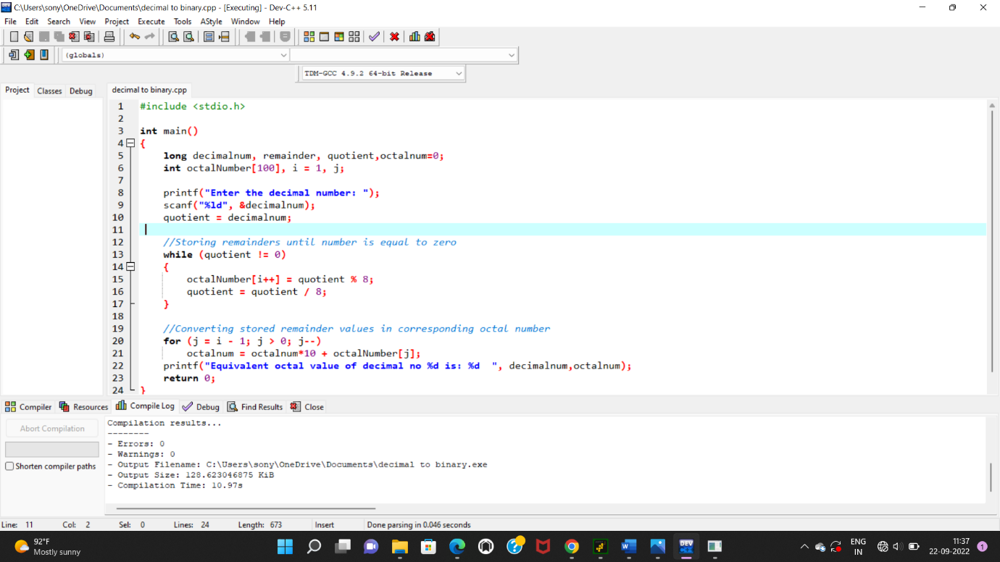 C:\Users\sony\OneDrive\Documents\decimal to binary.cpp - [Executing] - Dev-C++ 5.11
File Edit Search View Project Execute Tools AStyle Window Help
(globals)
TDM-GCC 4.9.2 64-bit Release
Project Classes Debug
decimal to binary.cpp
1 #include <stdio.h>
2
3 int main()
4 {
5 long decimalnum, remainder, quotient,octalnum=0;
6 int octalNumber[100], i = 1, j;
7
8 printf("Enter the decimal number: ");
9 scanf("%ld", &decimalnum);
10 quotient = decimalnum;
11
12 //Storing remainders until number is equal to zero
13 while (quotient != 0)
14 {
15 octalNumber[i++] = quotient % 8;
16 quotient = quotient / 8;
17 }
18
19 //Converting stored remainder values in corresponding octal number
20 for (j = i - 1; j > 0; j--)
21 octalnum = octalnum*10 + octalNumber[j];
22 printf("Equivalent octal value of decimal no %d is: %d  ", decimalnum,octalnum);
23 return 0;
24 }
Compiler Resources Compile Log Debug Find Results Close
Abort Compilation
Shorten compiler paths
Compilation results...
--------
- Errors: 0
- Warnings: 0
- Output Filename: C:\Users\sony\OneDrive\Documents\decimal to binary.exe
- Output Size: 128.623046875 KiB
- Compilation Time: 10.97s
Line: 11 Col: 2 Sel: 0 Lines: 24 Length: 673 Insert Done parsing in 0.046 seconds
92°F
Mostly sunny
DEV
ENG
IN
11:37
22-09-2022
1